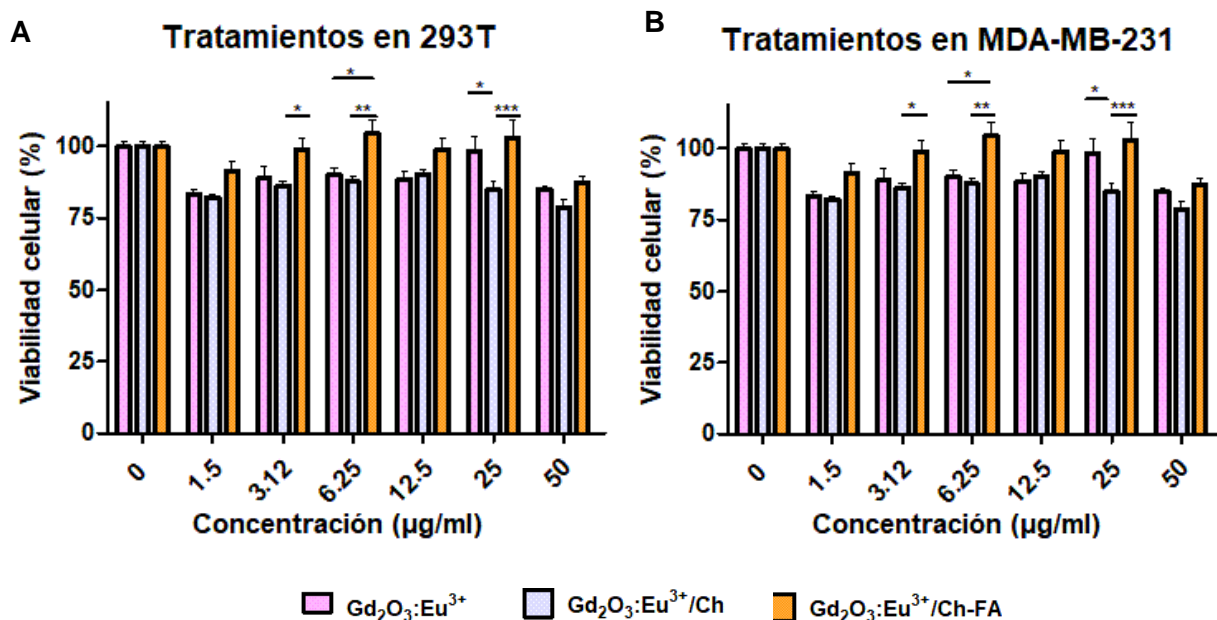 A
Tratamientos en 293T
* * ** * ***
Viabilidad celular (%)
100
75
50
25
0
0 1.5 3.12 6.25 12.5 25 50
Concentración (µg/ml)
B
Tratamientos en MDA-MB-231
* * ** * ***
Viabilidad celular (%)
100
75
50
25
0
0 1.5 3.12 6.25 12.5 25 50
Concentración (µg/ml)
Gd₂O₃:Eu³⁺ Gd₂O₃:Eu³⁺/Ch Gd₂O₃:Eu³⁺/Ch-FA